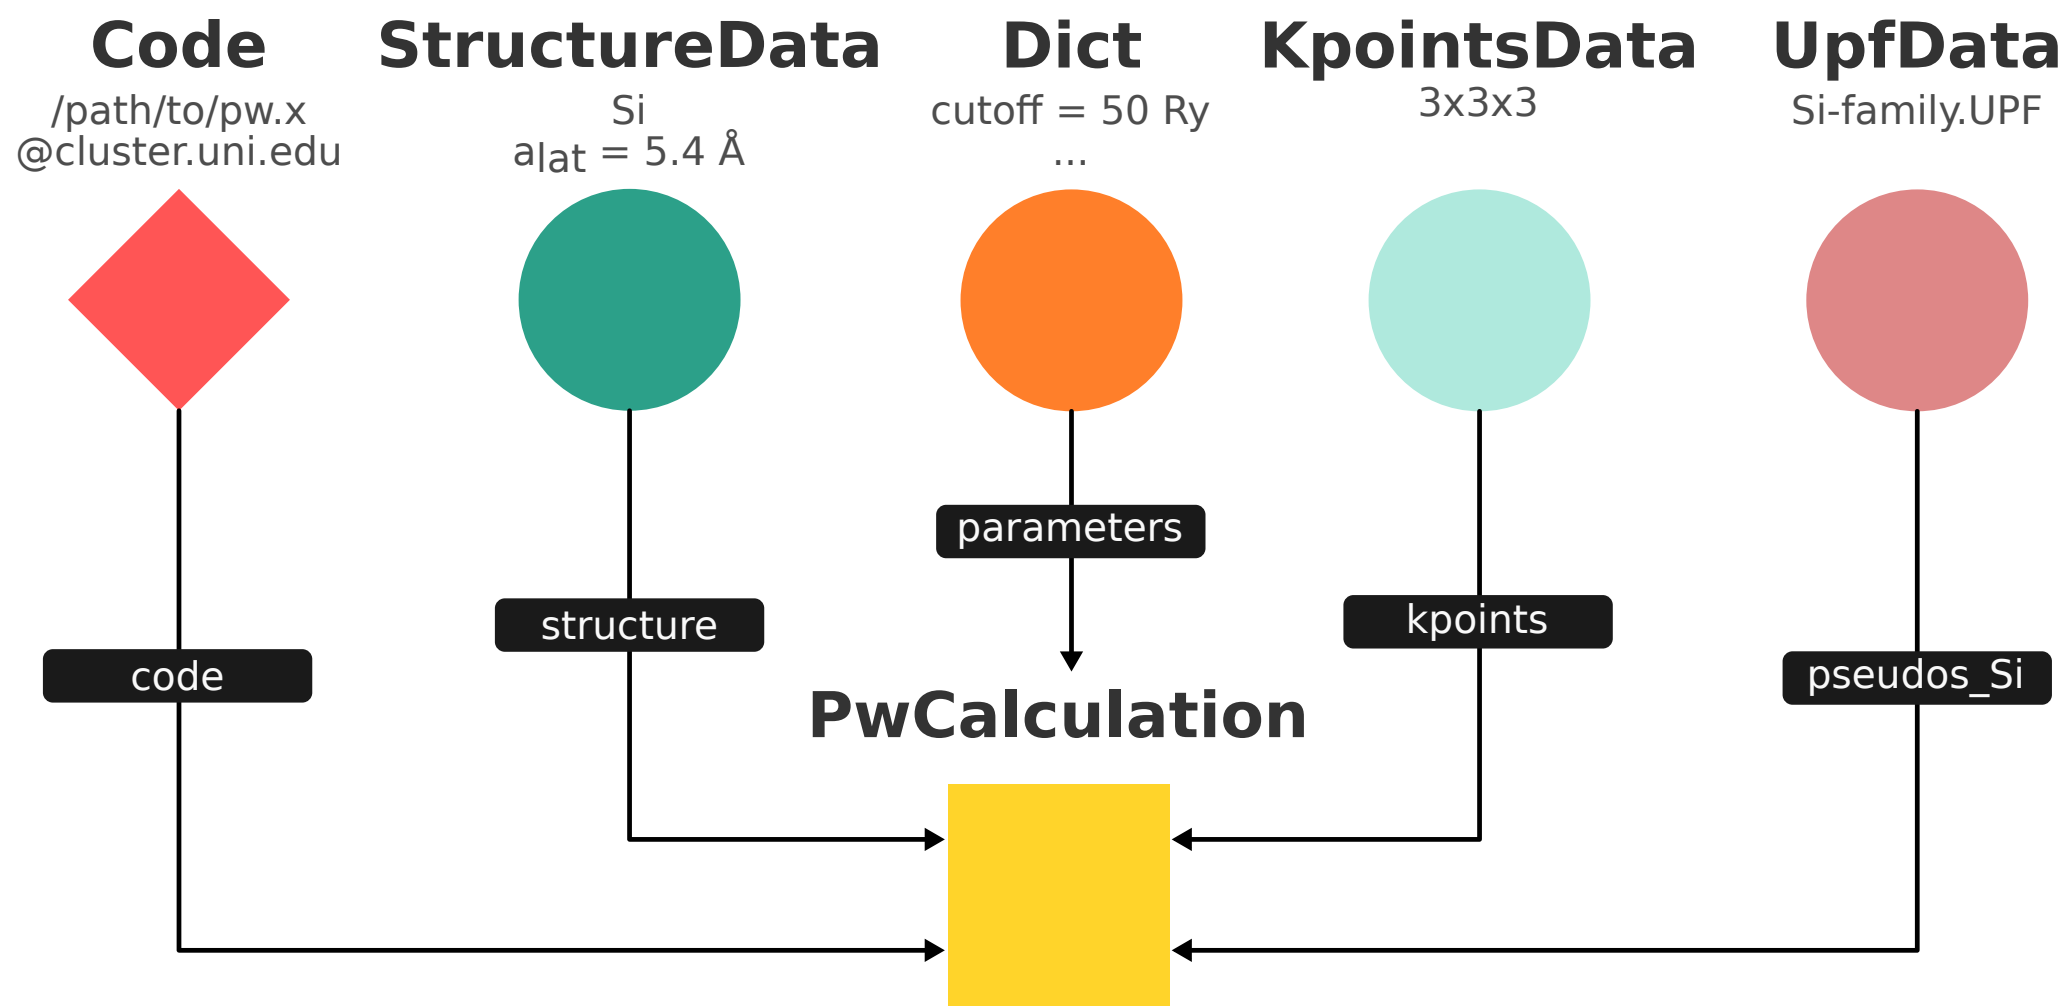 Code
/path/to/pw.x
@cluster.uni.edu
StructureData
Si
alat = 5.4 Å
Dict
cutoff = 50 Ry
...
KpointsData
3x3x3
UpfData
Si-family.UPF
parameters
structure
kpoints
code
pseudos_Si
PwCalculation